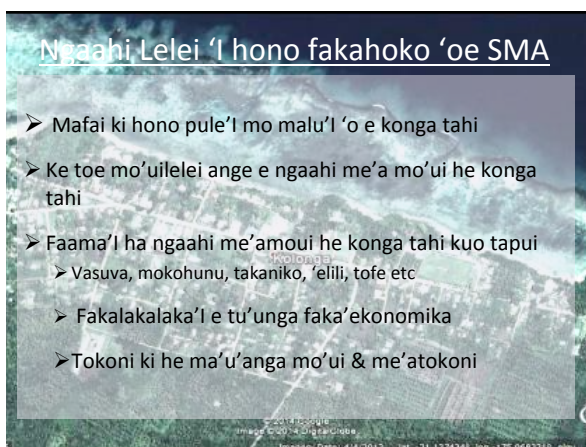 Ngaahi Lelei ‘I hono fakahoko ‘oe SMA
➢ Mafai ki hono pule’I mo malu’I ‘o e konga tahi
➢ Ke toe mo’uilelei ange e ngaahi me’a mo’ui he konga
tahi
➢ Faama’I ha ngaahi me’amoui he konga tahi kuo tapui
Kolonga
➢ Vasuva, mokohunu, takaniko, ‘elili, tofe etc
➢ Fakalakalaka’I e tu’unga faka’ekonomika
➢Tokoni ki he ma’u’anga mo’ui & me’atokoni
© 2014 Google
Image © 2014 DigitalGlobe